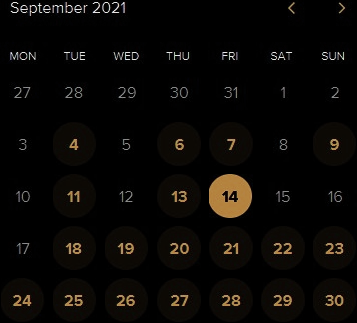 September 2021
MON TUE WED THU FRI SAT SUN
27 28 29 30 31 1 2
3 4 5 6 7 8 9
10 11 12 13 14 15 16
17 18 19 20 21 22 23
24 25 26 27 28 29 30